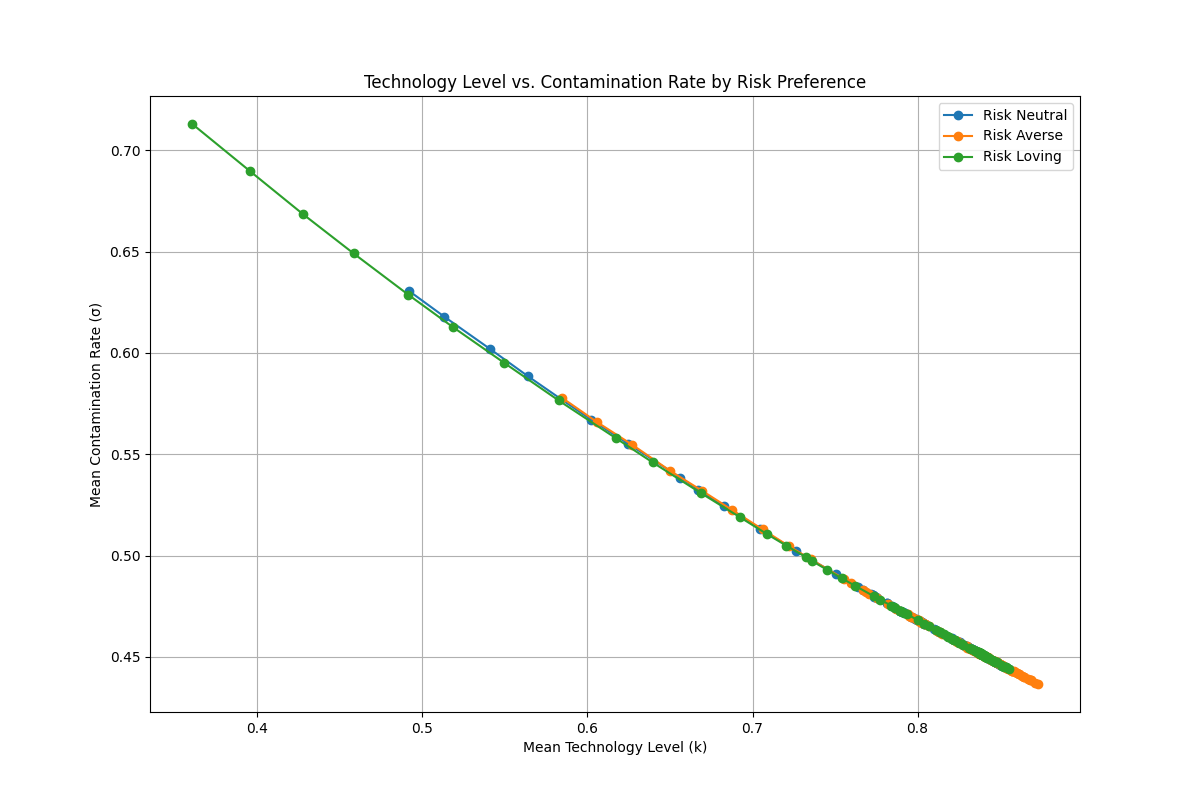 Technology Level vs. Contamination Rate by Risk Preference
Risk Neutral
Risk Averse
Risk Loving
Mean Contamination Rate (σ)
0.70
0.65
0.60
0.55
0.50
0.45
0.4 0.5 0.6 0.7 0.8
Mean Technology Level (k)